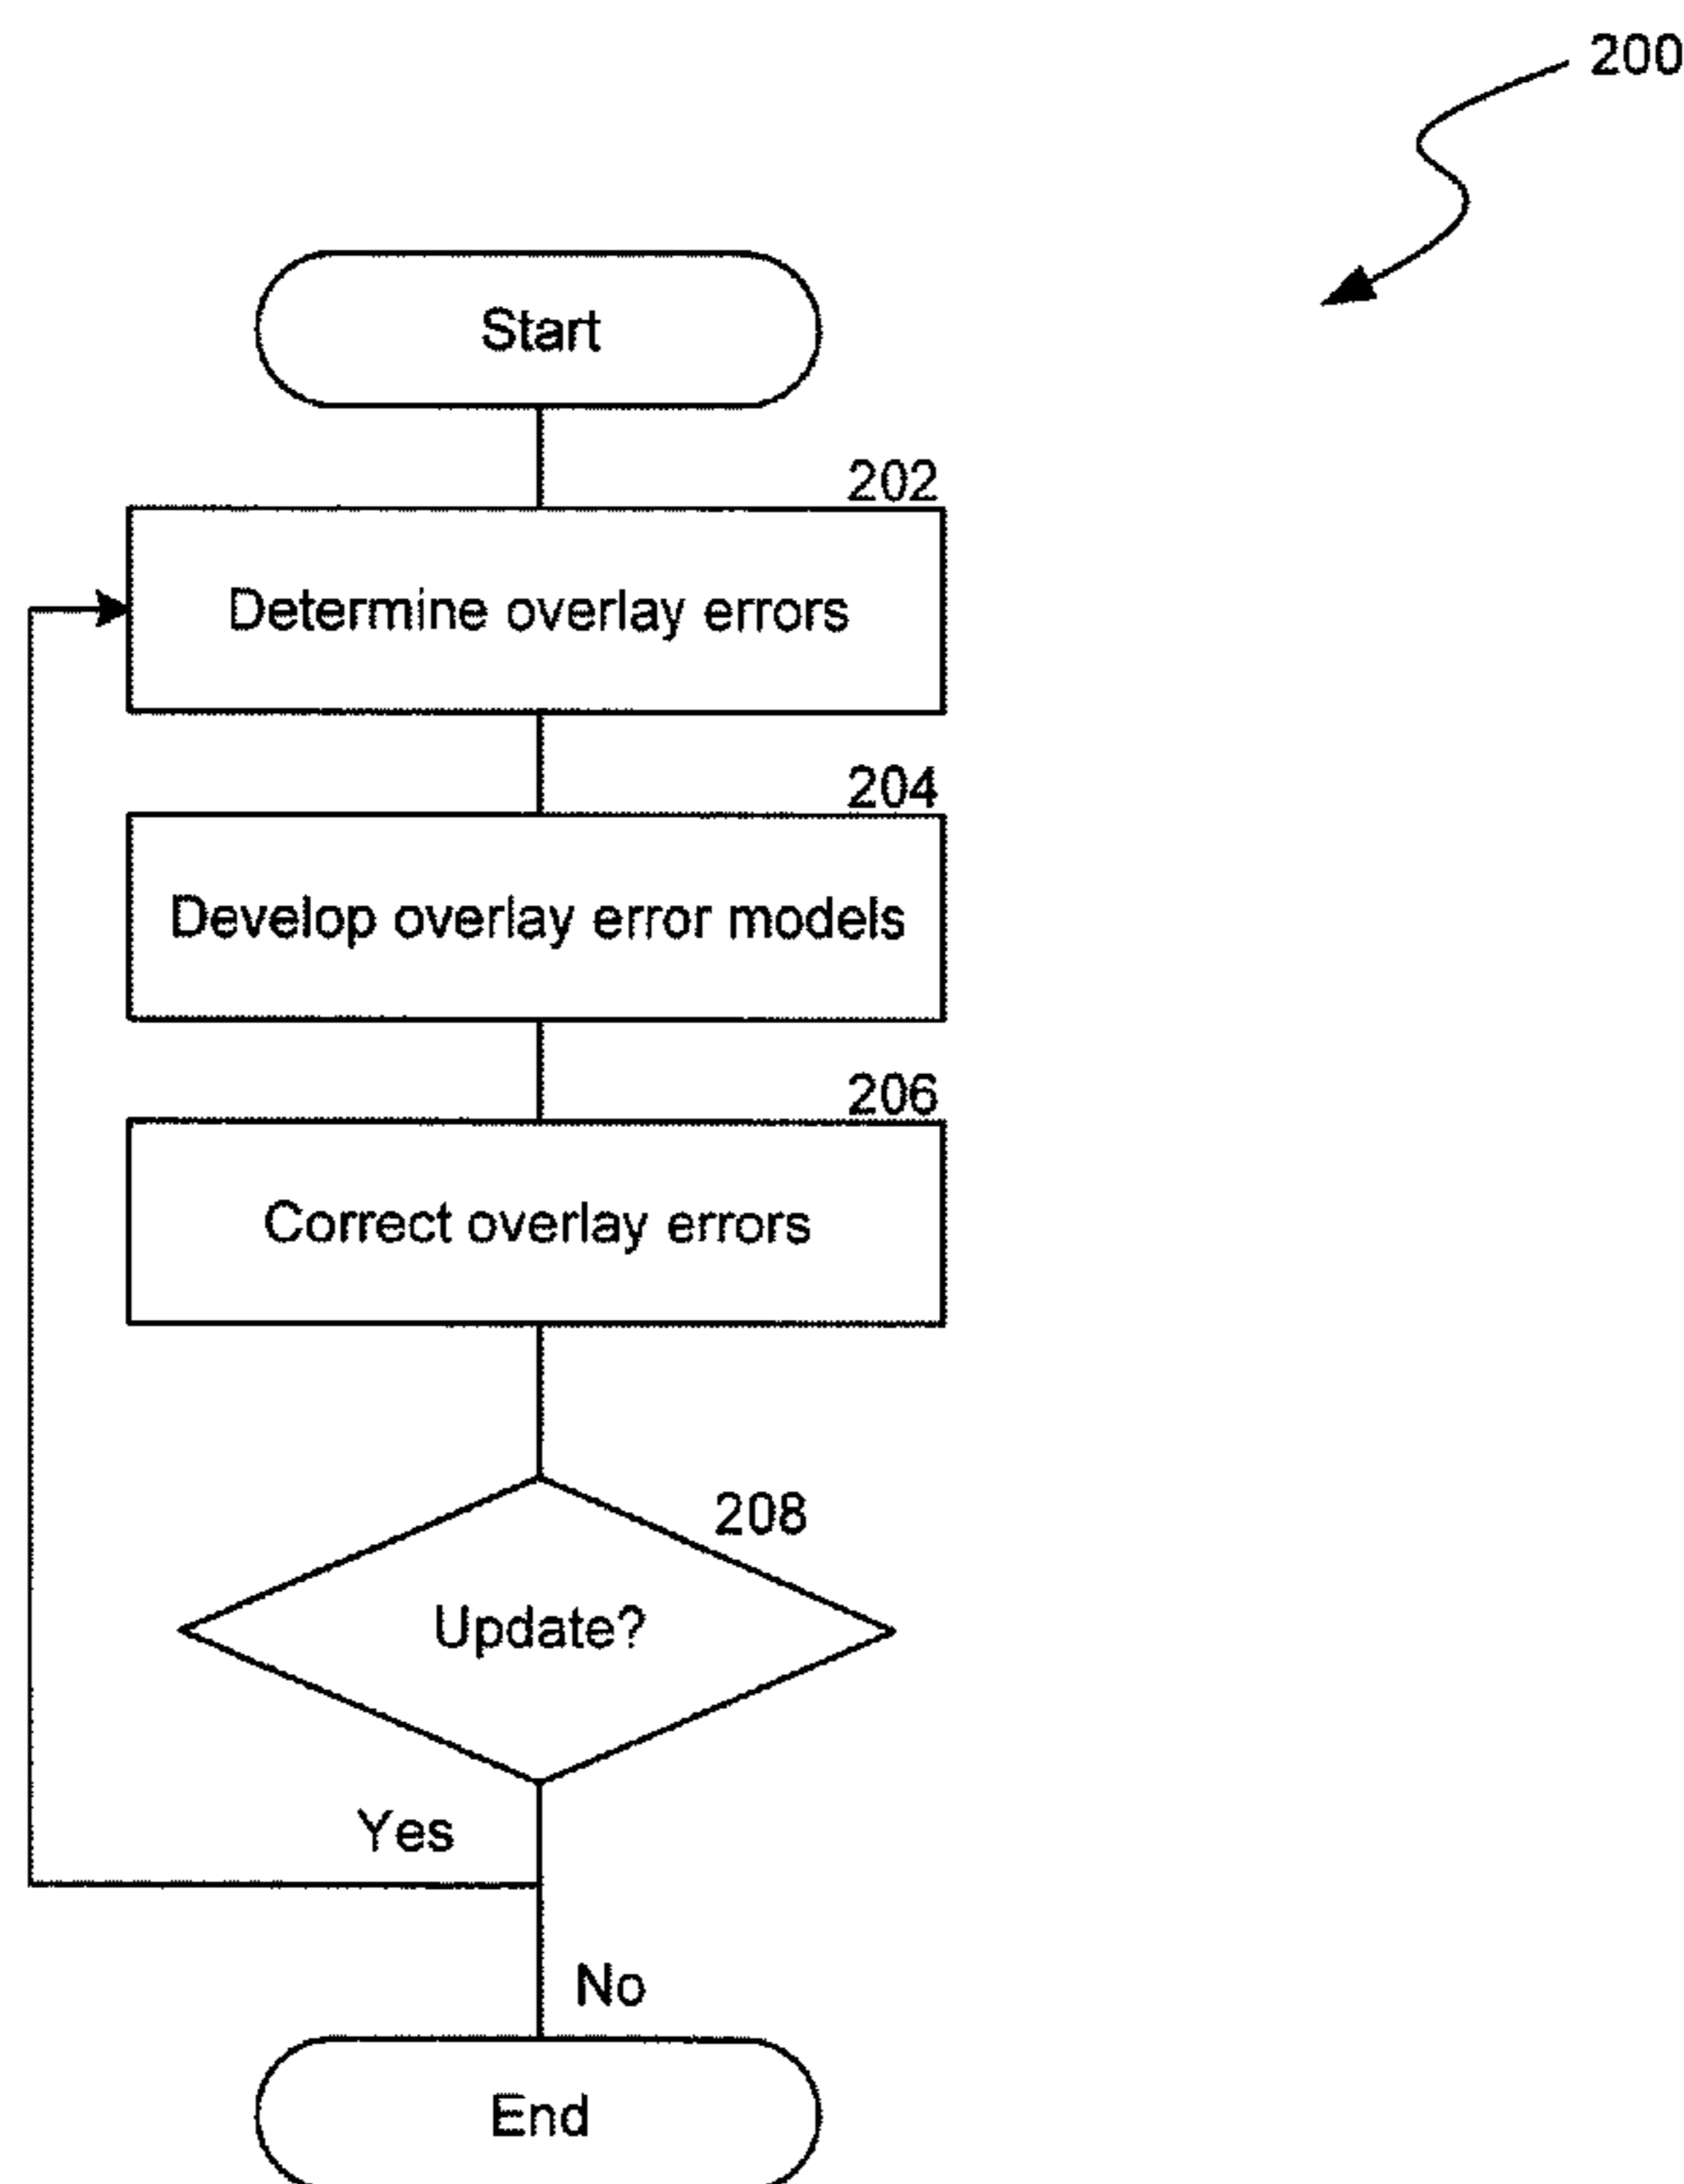 200
Start
202
Determine overlay errors
204
Develop overlay error models
206
Correct overlay errors
208
Update?
Yes
No
End